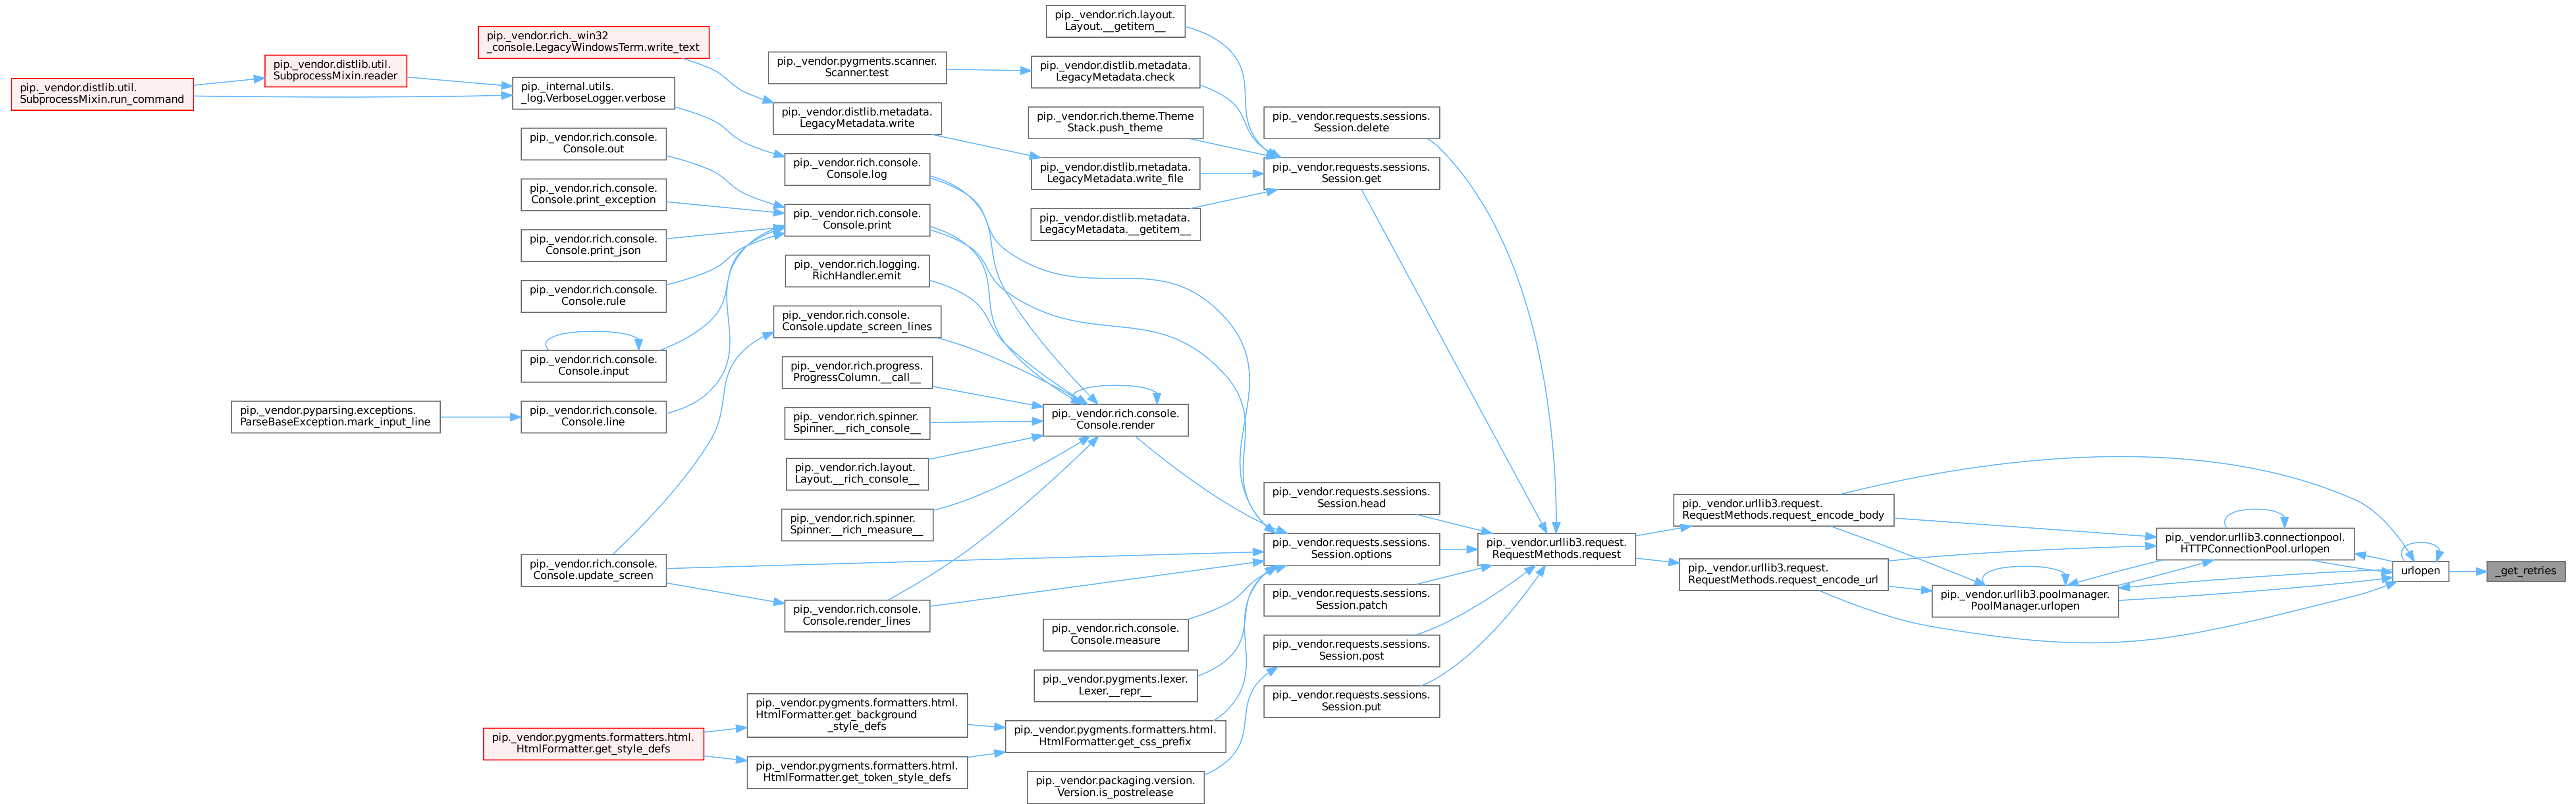 pip._vendor.distlib.util.
SubprocessMixin.run_command
pip._vendor.distlib.util.
SubprocessMixin.reader
pip._vendor.pyparsing.exceptions.
ParseBaseException.mark_input_line
pip._vendor.rich._win32
_console.LegacyWindowsTerm.write_text
pip._internal.utils.
_log.VerboseLogger.verbose
pip._vendor.rich.console.
Console.out
pip._vendor.rich.console.
Console.print_exception
pip._vendor.rich.console.
Console.print_json
pip._vendor.rich.console.
Console.rule
pip._vendor.rich.console.
Console.input
pip._vendor.rich.console.
Console.line
pip._vendor.rich.console.
Console.update_screen
pip._vendor.pygments.formatters.html.
HtmlFormatter.get_style_defs
pip._vendor.pygments.scanner.
Scanner.test
pip._vendor.distlib.metadata.
LegacyMetadata.write
pip._vendor.rich.console.
Console.log
pip._vendor.rich.console.
Console.print
pip._vendor.rich.logging.
RichHandler.emit
pip._vendor.rich.console.
Console.update_screen_lines
pip._vendor.rich.progress.
ProgressColumn.__call__
pip._vendor.rich.spinner.
Spinner.__rich_console__
pip._vendor.rich.layout.
Layout.__rich_console__
pip._vendor.rich.spinner.
Spinner.__rich_measure__
pip._vendor.rich.console.
Console.render_lines
pip._vendor.pygments.formatters.html.
HtmlFormatter.get_background
_style_defs
pip._vendor.pygments.formatters.html.
HtmlFormatter.get_token_style_defs
pip._vendor.rich.layout.
Layout.__getitem__
pip._vendor.distlib.metadata.
LegacyMetadata.check
pip._vendor.rich.theme.Theme
Stack.push_theme
pip._vendor.distlib.metadata.
LegacyMetadata.write_file
pip._vendor.distlib.metadata.
LegacyMetadata.__getitem__
pip._vendor.rich.console.
Console.render
pip._vendor.rich.console.
Console.measure
pip._vendor.pygments.lexer.
Lexer.__repr__
pip._vendor.pygments.formatters.html.
HtmlFormatter.get_css_prefix
pip._vendor.packaging.version.
Version.is_postrelease
pip._vendor.requests.sessions.
Session.delete
pip._vendor.requests.sessions.
Session.get
pip._vendor.requests.sessions.
Session.head
pip._vendor.requests.sessions.
Session.options
pip._vendor.requests.sessions.
Session.patch
pip._vendor.requests.sessions.
Session.post
pip._vendor.requests.sessions.
Session.put
pip._vendor.urllib3.request.
RequestMethods.request
pip._vendor.urllib3.request.
RequestMethods.request_encode_body
pip._vendor.urllib3.request.
RequestMethods.request_encode_url
pip._vendor.urllib3.connectionpool.
HTTPConnectionPool.urlopen
pip._vendor.urllib3.poolmanager.
PoolManager.urlopen
urlopen
_get_retries